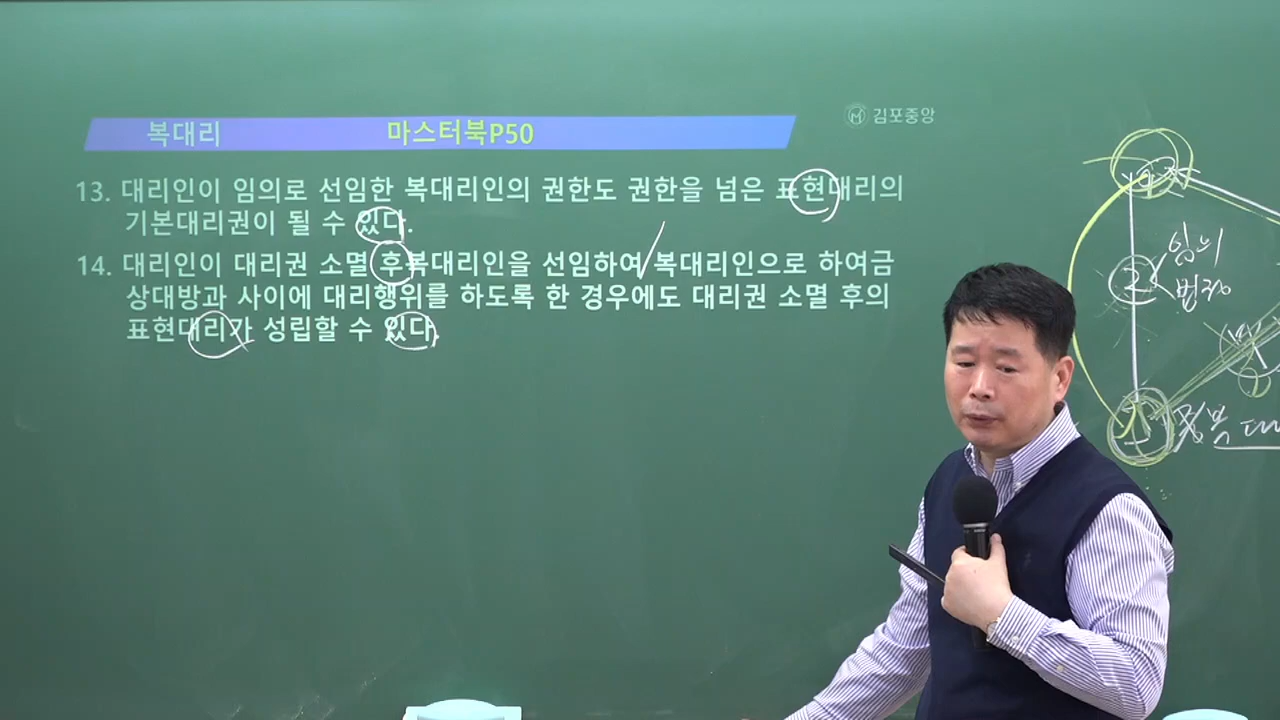 복대리 마스터북P50
김포중앙
13. 대리인이 임의로 선임한 복대리인의 권한도 권한을 넘은 표현대리의
기본대리권이 될 수 있다.
14. 대리인이 대리권 소멸 후복대리인을 선임하여 복대리인으로 하여금
상대방과 사이에 대리행위를 하도록 한 경우에도 대리권 소멸 후의
표현대리가 성립할 수 있다.
임의
2
법정